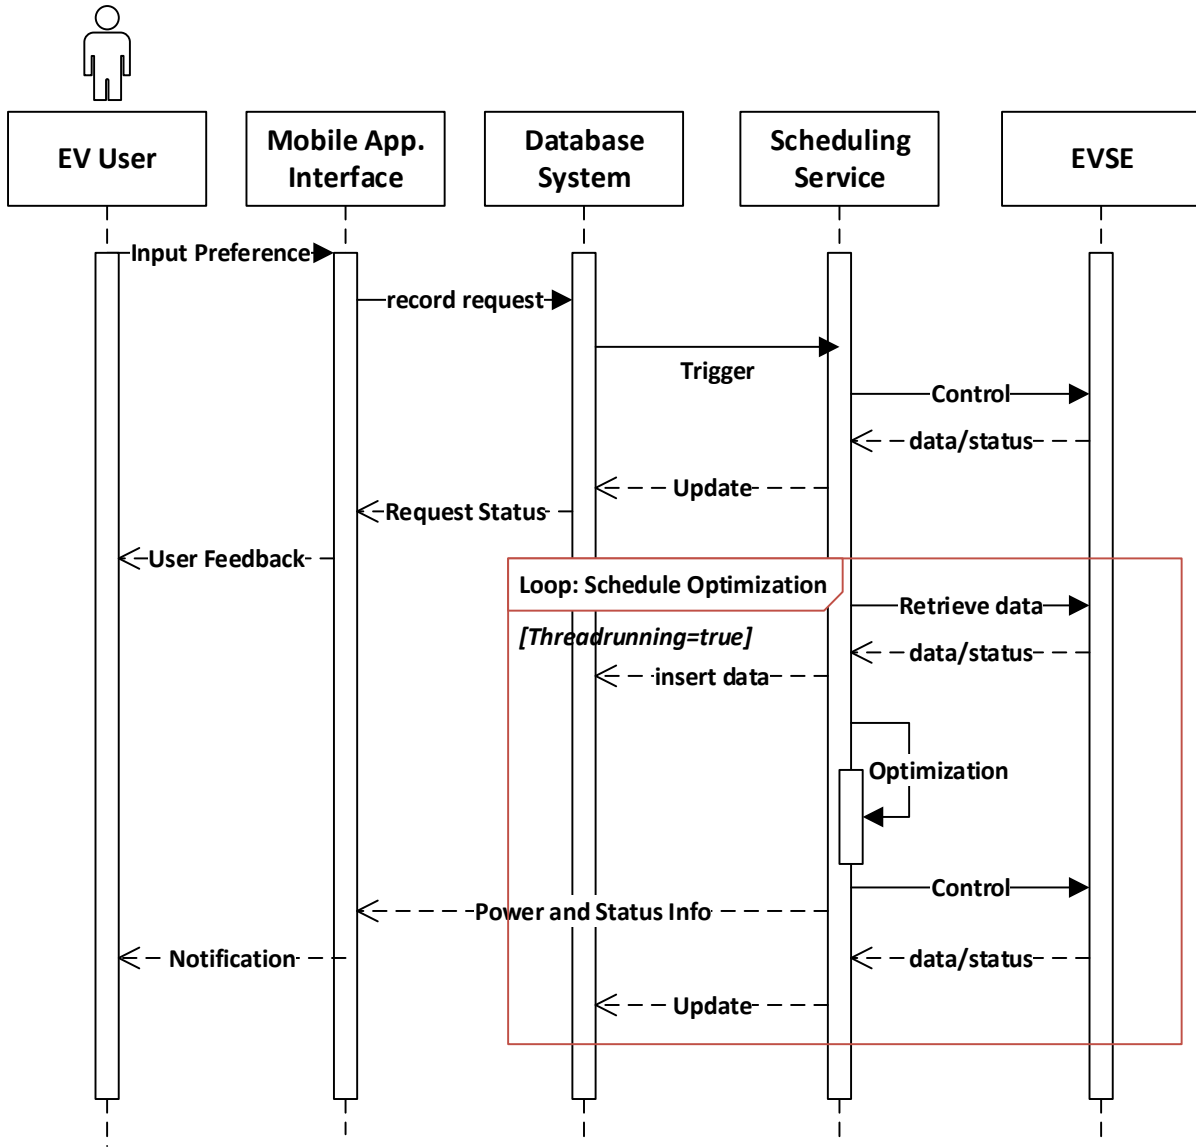 EV User
Mobile App.
Interface
Database
System
Scheduling
Service
EVSE
Input Preference
record request
Trigger
Control
data/status
Update
Request Status
User Feedback
Loop: Schedule Optimization
Retrieve data
[Threadrunning=true]
data/status
insert data
Optimization
Control
Power and Status Info
Notification
data/status
Update